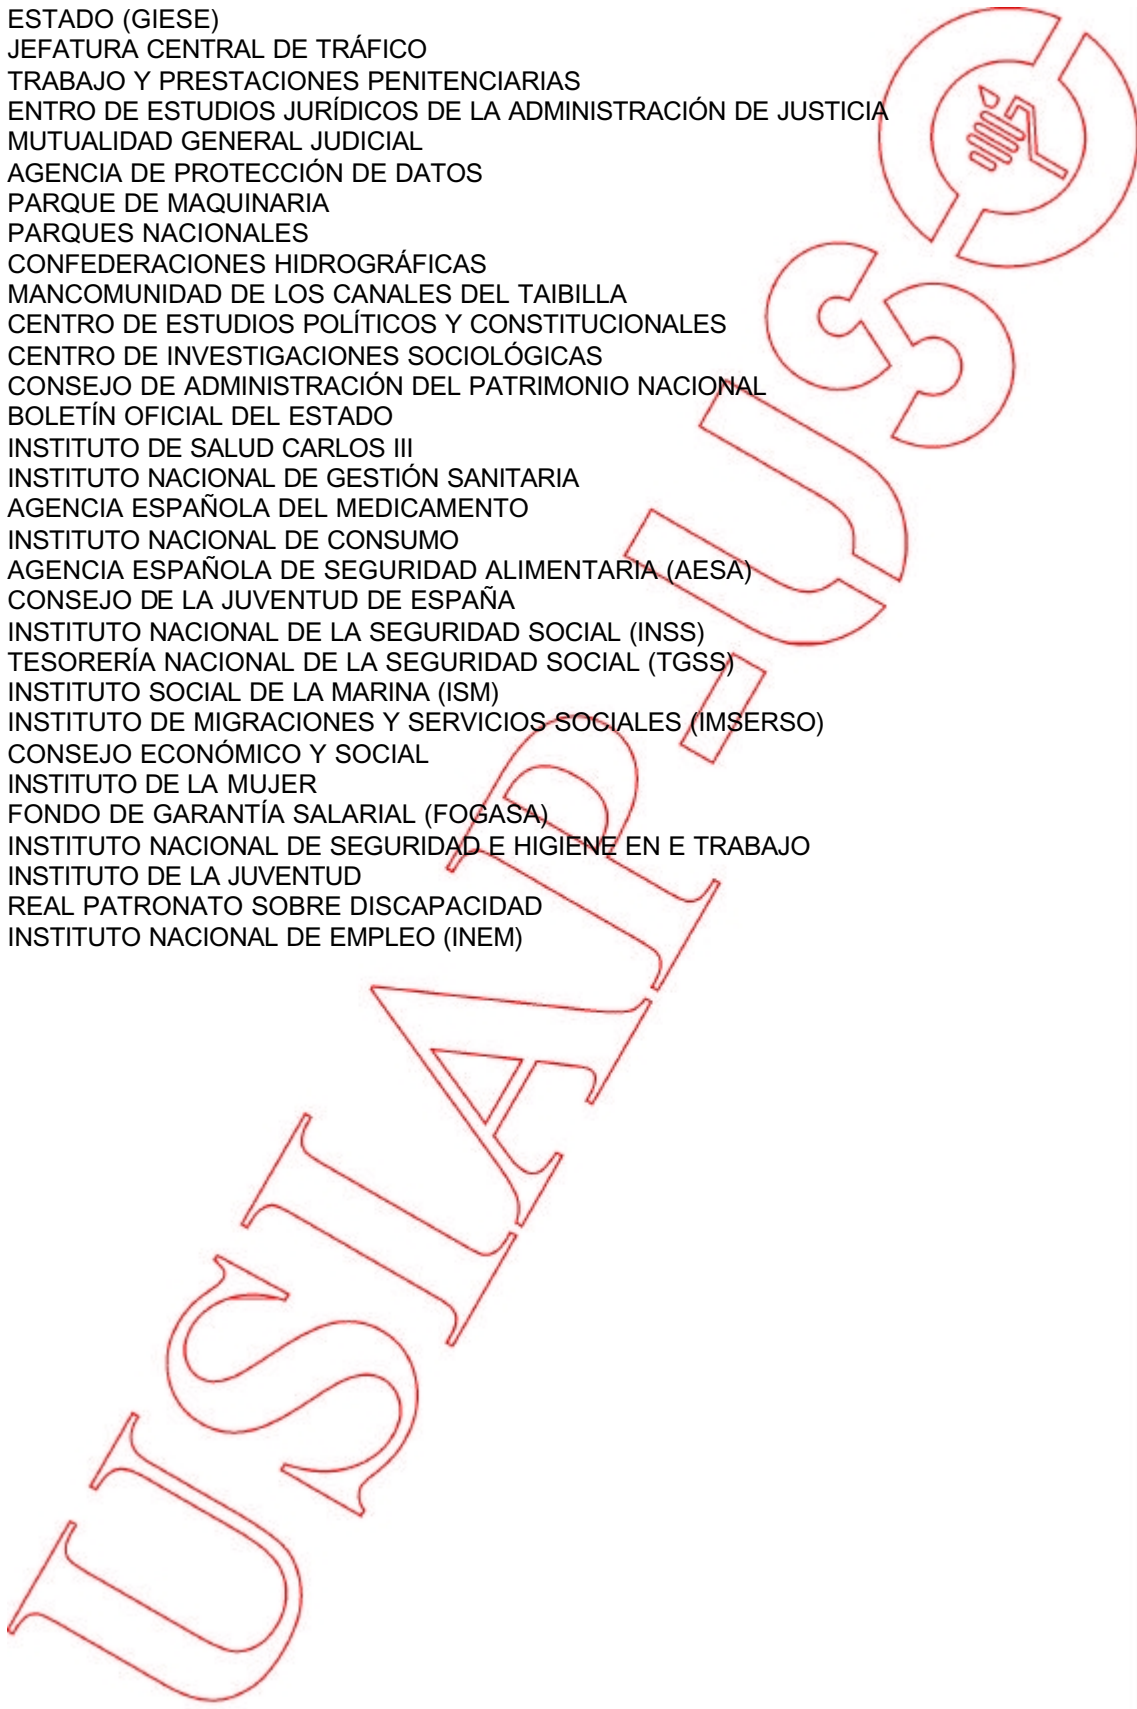 ESTADO (GIESE)
JEFATURA CENTRAL DE TRÁFICO
TRABAJO Y PRESTACIONES PENITENCIARIAS
ENTRO DE ESTUDIOS JURÍDICOS DE LA ADMINISTRACIÓN DE JUSTICIA
MUTUALIDAD GENERAL JUDICIAL
AGENCIA DE PROTECCIÓN DE DATOS
PARQUE DE MAQUINARIA
PARQUES NACIONALES
CONFEDERACIONES HIDROGRÁFICAS
MANCOMUNIDAD DE LOS CANALES DEL TAIBILLA
CENTRO DE ESTUDIOS POLÍTICOS Y CONSTITUCIONALES
CENTRO DE INVESTIGACIONES SOCIOLÓGICAS
CONSEJO DE ADMINISTRACIÓN DEL PATRIMONIO NACIONAL
BOLETÍN OFICIAL DEL ESTADO
INSTITUTO DE SALUD CARLOS III
INSTITUTO NACIONAL DE GESTIÓN SANITARIA
AGENCIA ESPAÑOLA DEL MEDICAMENTO
INSTITUTO NACIONAL DE CONSUMO
AGENCIA ESPAÑOLA DE SEGURIDAD ALIMENTARIA (AESA)
CONSEJO DE LA JUVENTUD DE ESPAÑA
INSTITUTO NACIONAL DE LA SEGURIDAD SOCIAL (INSS)
TESORERÍA NACIONAL DE LA SEGURIDAD SOCIAL (TGSS)
INSTITUTO SOCIAL DE LA MARINA (ISM)
INSTITUTO DE MIGRACIONES Y SERVICIOS SOCIALES (IMSERSO)
CONSEJO ECONÓMICO Y SOCIAL
INSTITUTO DE LA MUJER
FONDO DE GARANTÍA SALARIAL (FOGASA)
INSTITUTO NACIONAL DE SEGURIDAD E HIGIENE EN E TRABAJO
INSTITUTO DE LA JUVENTUD
REAL PATRONATO SOBRE DISCAPACIDAD
INSTITUTO NACIONAL DE EMPLEO (INEM)
USIAP-USO